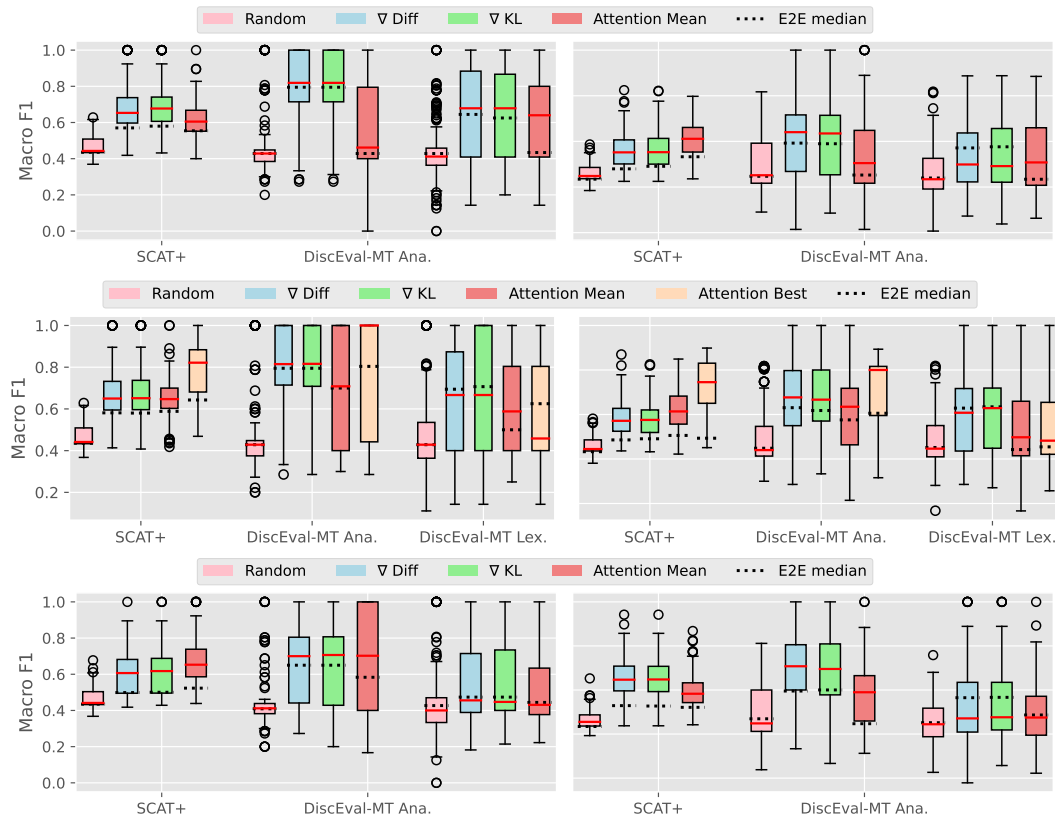 Random ∇ Diff ∇ KL Attention Mean E2E median
Macro F1
1.0
0.8
0.6
0.4
0.2
0.0
SCAT+ DiscEval-MT Ana.
SCAT+ DiscEval-MT Ana.
Random ∇ Diff ∇ KL Attention Mean Attention Best E2E median
Macro F1
1.0
0.8
0.6
0.4
0.2
SCAT+ DiscEval-MT Ana. DiscEval-MT Lex.
SCAT+ DiscEval-MT Ana. DiscEval-MT Lex.
Random ∇ Diff ∇ KL Attention Mean E2E median
Macro F1
1.0
0.8
0.6
0.4
0.2
0.0
SCAT+ DiscEval-MT Ana.
SCAT+ DiscEval-MT Ana.